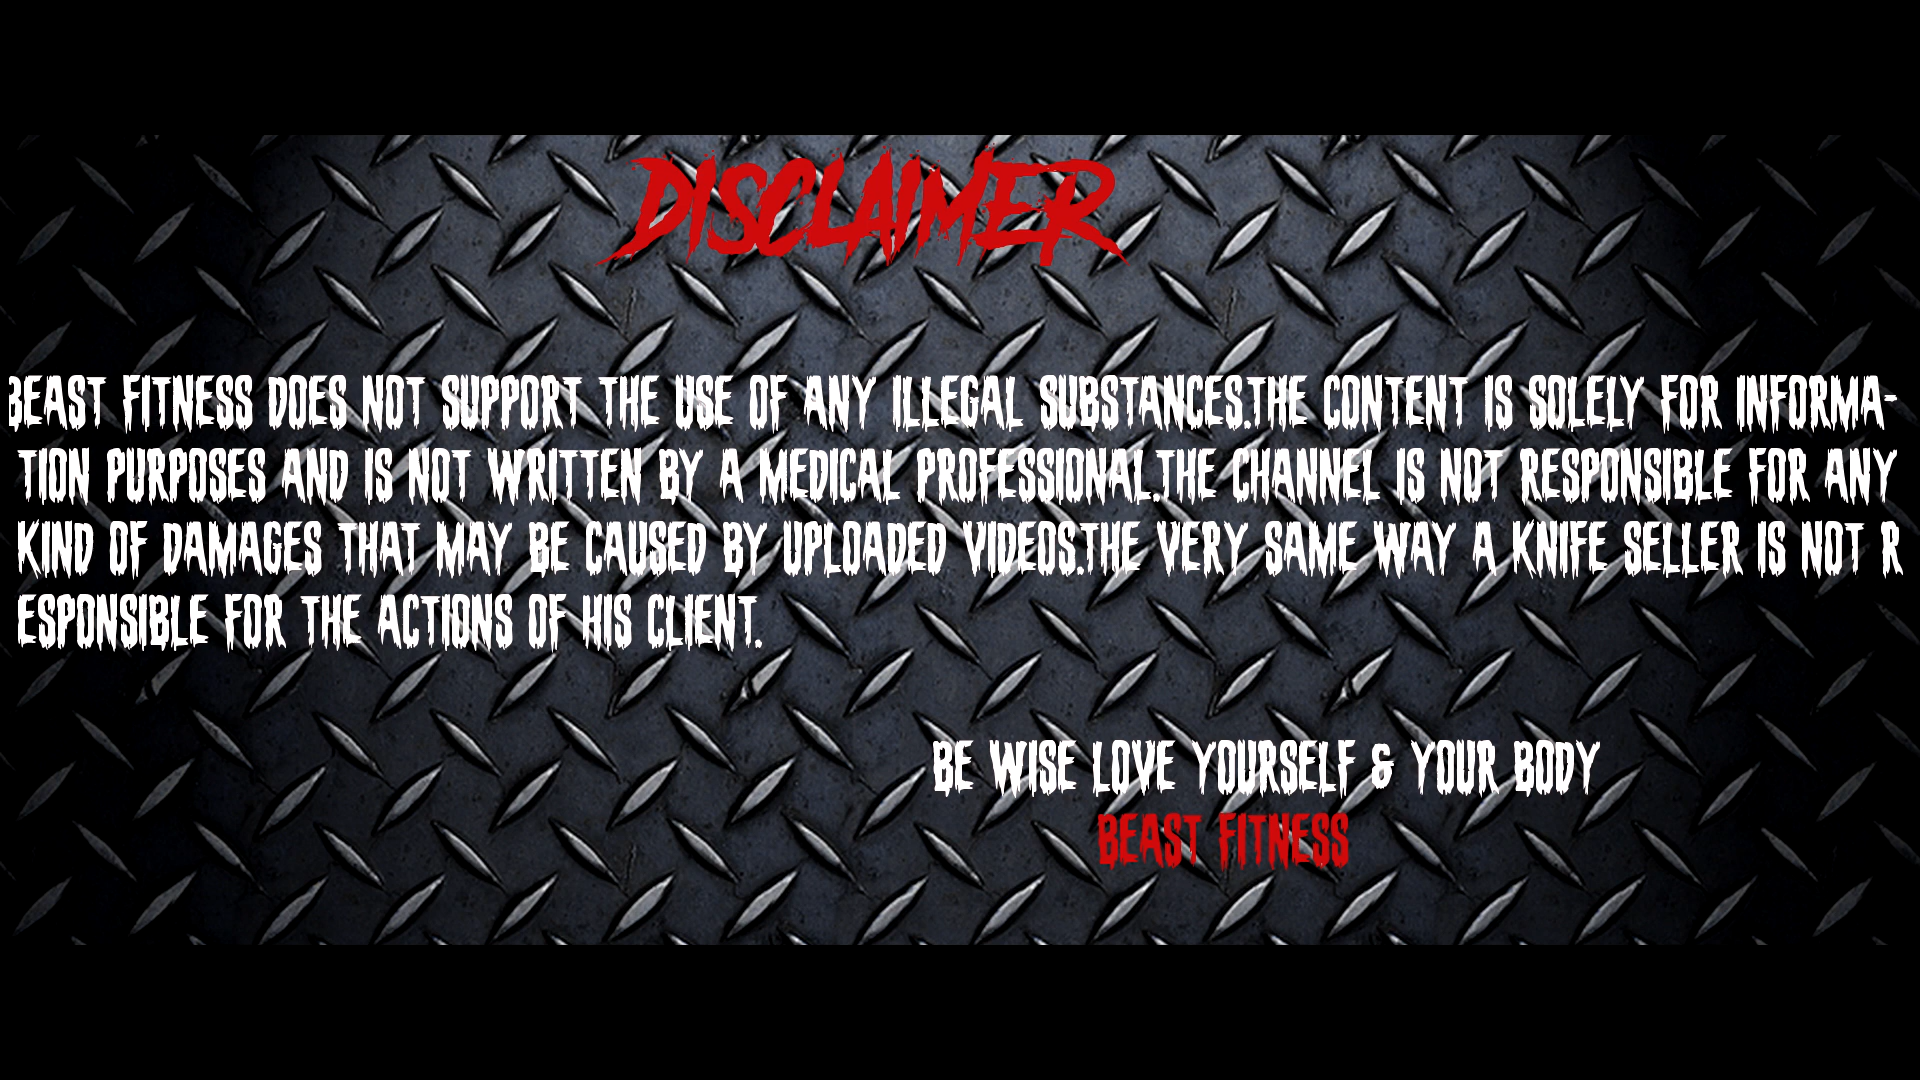 DISCLAIMER
BEAST FITNESS DOES NOT SUPPORT THE USE OF ANY ILLEGAL SUBSTANCES.THE CONTENT IS SOLELY FOR INFORMA-
TION PURPOSES AND IS NOT WRITTEN BY A MEDICAL PROFESSIONAL.THE CHANNEL IS NOT RESPONSIBLE FOR ANY
KIND OF DAMAGES THAT MAY BE CAUSED BY UPLOADED VIDEOS.THE VERY SAME WAY A KNIFE SELLER IS NOT R
ESPONSIBLE FOR THE ACTIONS OF HIS CLIENT.
BE WISE LOVE YOURSELF & YOUR BODY
BEAST FITNESS